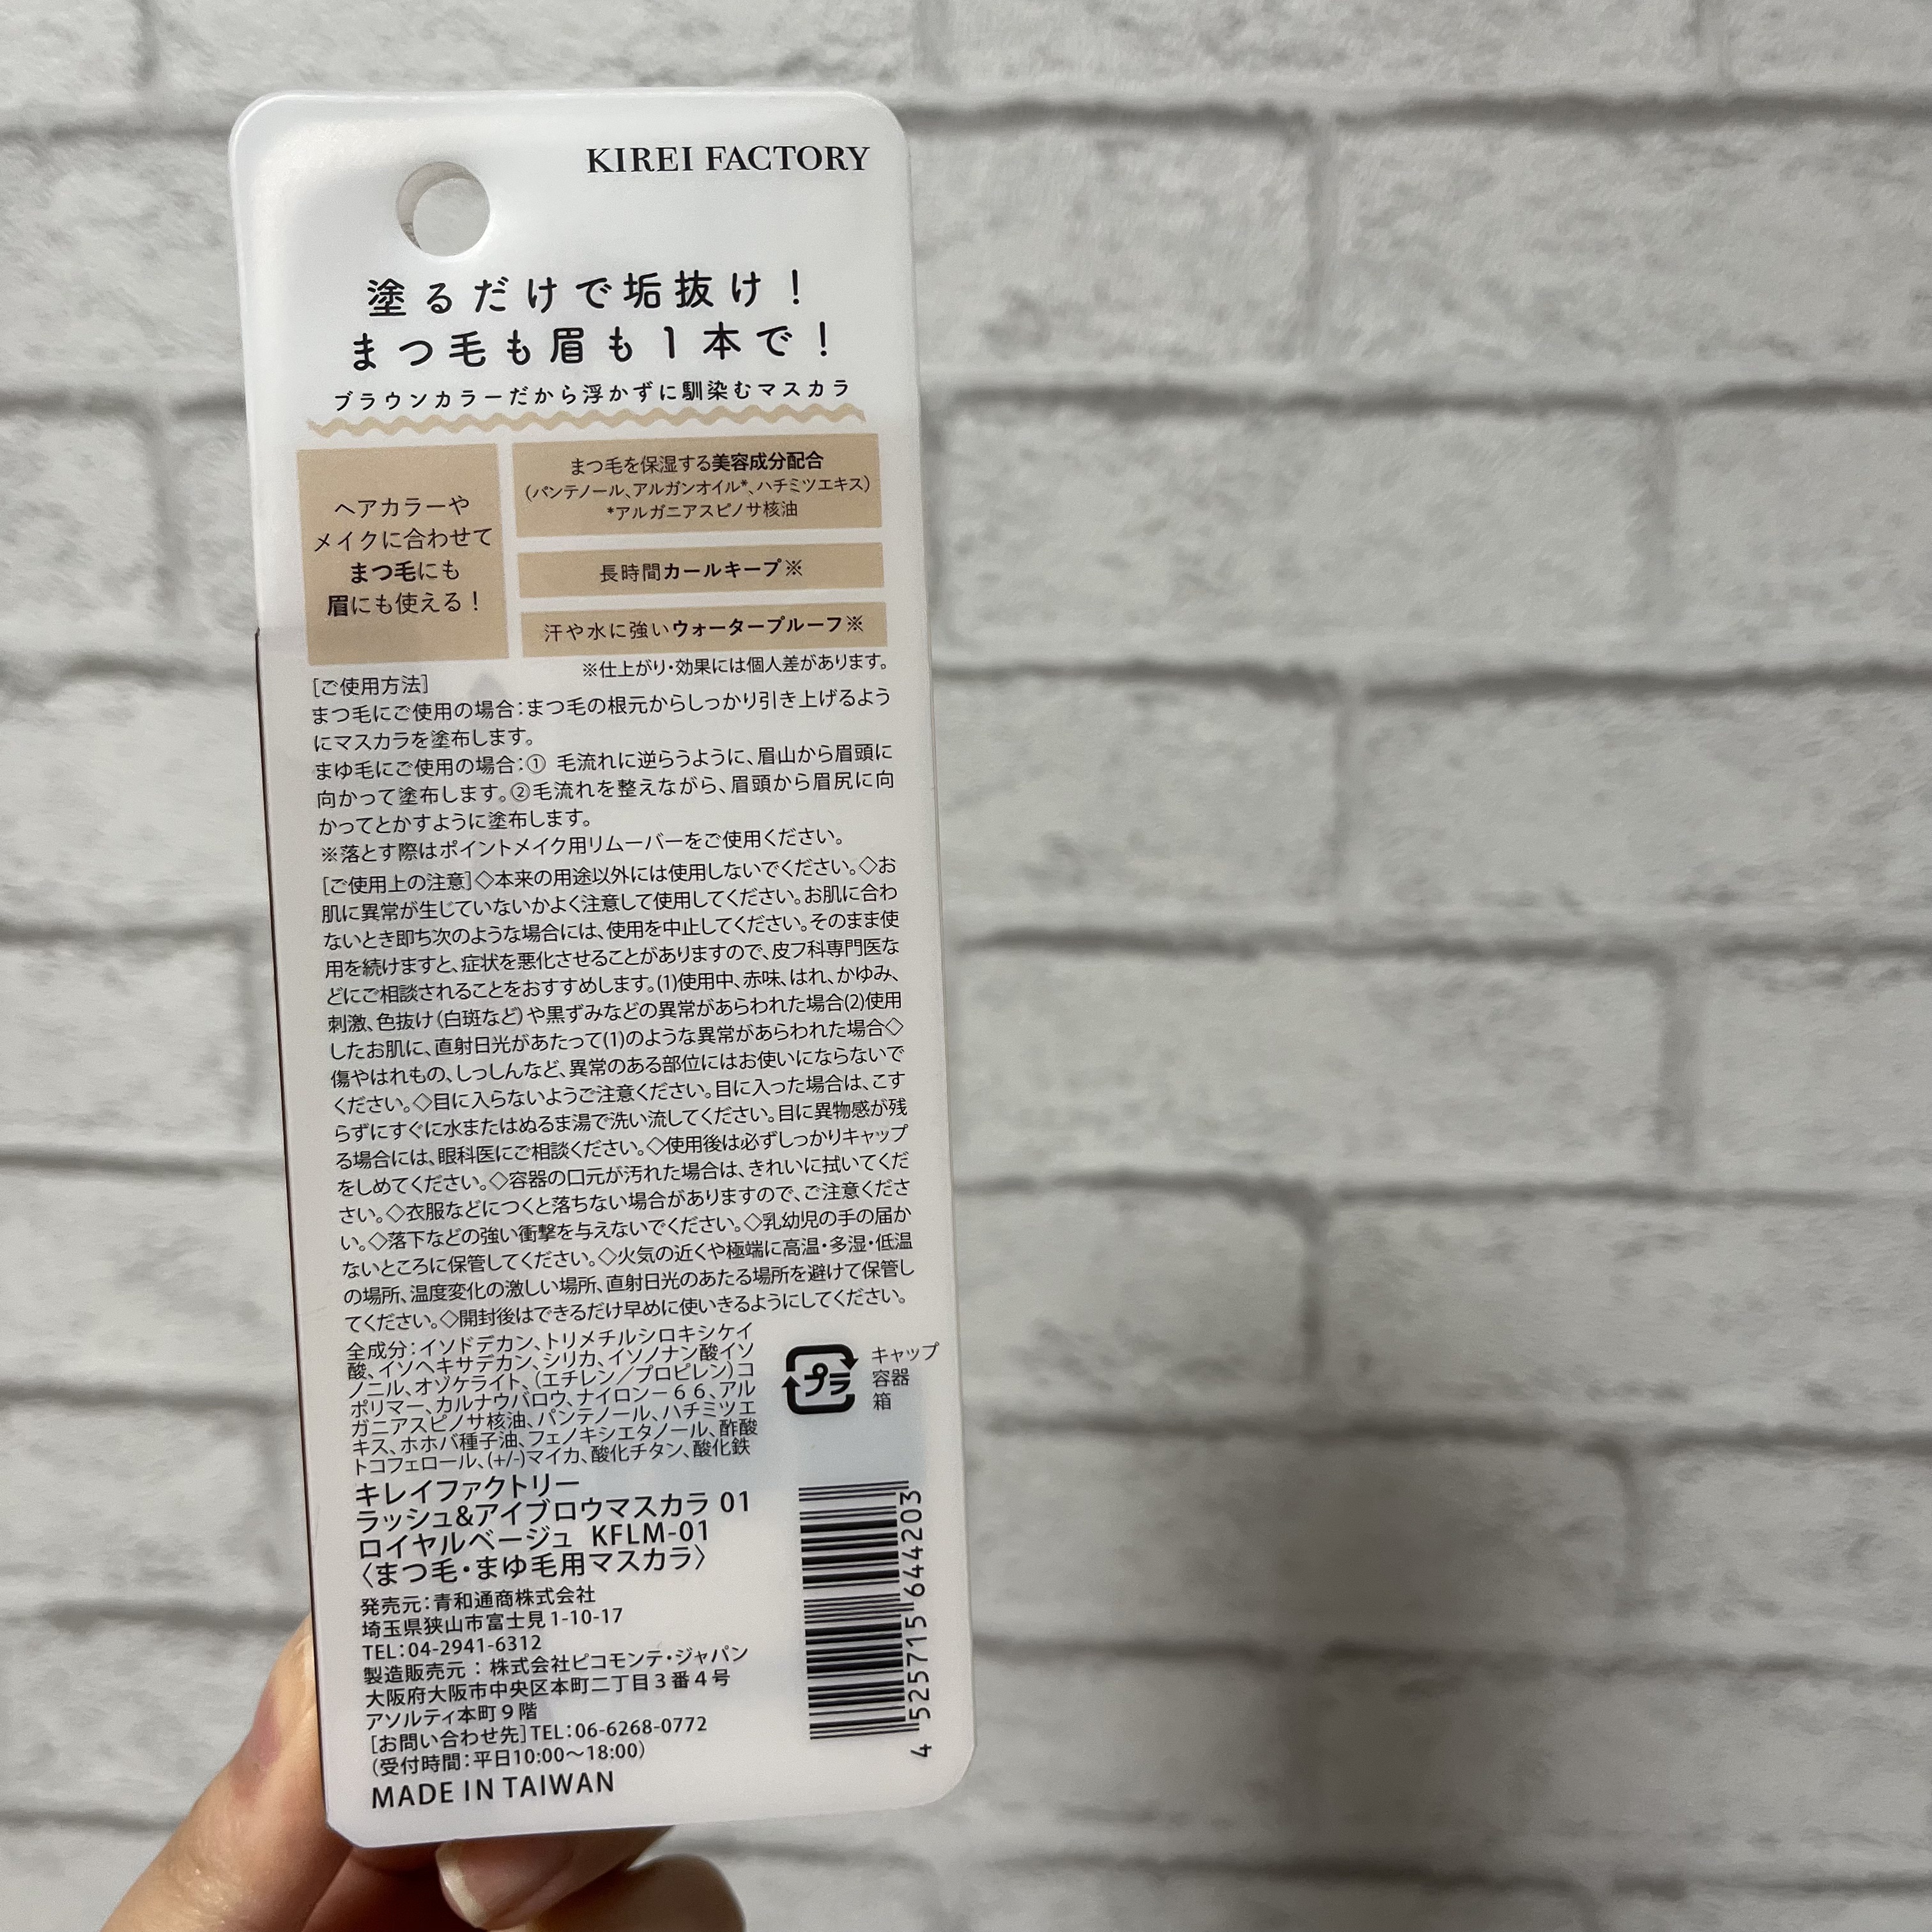 KIREI FACTORY
塗るだけで垢抜け！
まつ毛も眉も1本で！
ブラウンカラーだから浮かずに馴染むマスカラ
ヘアカラーや
メイクに合わせて
まつ毛にも
眉にも使える！
まつ毛を保湿する美容成分配合
（パンテノール、アルガンオイル*、ハチミツエキス）
*アルガニアスピノサ核油
長時間カールキープ※
汗や水に強いウォータープルーフ※
※仕上がり・効果には個人差があります。
［ご使用方法］
まつ毛にご使用の場合：まつ毛の根元からしっかり引き上げるよう
にマスカラを塗布します。
まゆ毛にご使用の場合：① 毛流れに逆らうように、眉山から眉頭に
向かって塗布します。②毛流れを整えながら、眉頭から眉尻に向
かってとかすように塗布します。
※落とす際はポイントメイク用リムーバーをご使用ください。
［ご使用上の注意］◇本来の用途以外には使用しないでください。◇お
肌に異常が生じていないかよく注意して使用してください。お肌に合わ
ないとき即ち次のような場合には、使用を中止してください。そのまま使
用を続けますと、症状を悪化させることがありますので、皮フ科専門医な
どにご相談されることをおすすめします。(1)使用中、赤味、はれ、かゆみ、
刺激、色抜け（白斑など）や黒ずみなどの異常があらわれた場合(2)使用
したお肌に、直射日光があたって(1)のような異常があらわれた場合◇
傷やはれもの、しっしんなど、異常のある部位にはお使いにならないで
ください。◇目に入らないようご注意ください。目に入った場合は、こす
らずにすぐに水またはぬるま湯で洗い流してください。目に異物感が残
る場合には、眼科医にご相談ください。◇使用後は必ずしっかりキャップ
をしめてください。◇容器の口元が汚れた場合は、きれいに拭いてくだ
さい。◇衣服などにつくと落ちない場合がありますので、ご注意くださ
い。◇落下などの強い衝撃を与えないでください。◇乳幼児の手の届か
ないところに保管してください。◇火気の近くや極端に高温・多湿・低温
の場所、温度変化の激しい場所、直射日光のあたる場所を避けて保管し
てください。◇開封後はできるだけ早めに使いきるようにしてください。
全成分：イソドデカン、トリメチルシロキシケイ
酸、イソヘキサデカン、シリカ、イソノナン酸イソ
ノニル、オゾケライト、（エチレン／プロピレン）コ
ポリマー、カルナウバロウ、ナイロン－６６、アル
ガニアスピノサ核油、パンテノール、ハチミツエ
キス、ホホバ種子油、フェノキシエタノール、酢酸
トコフェロール、(+/-)マイカ、酸化チタン、酸化鉄
プラ
キャップ
容器
箱
キレイファクトリー
ラッシュ&アイブロウマスカラ 01
ロイヤルベージュ KFLM-01
〈まつ毛・まゆ毛用マスカラ〉
発売元：青和通商株式会社
埼玉県狭山市富士見1-10-17
TEL：04-2941-6312
製造販売元：株式会社ピコモンテ・ジャパン
大阪府大阪市中央区本町二丁目３番４号
アソルティ本町９階
［お問い合わせ先］TEL：06-6268-0772
（受付時間：平日10:00～18:00）
MADE IN TAIWAN
4 525715 644203